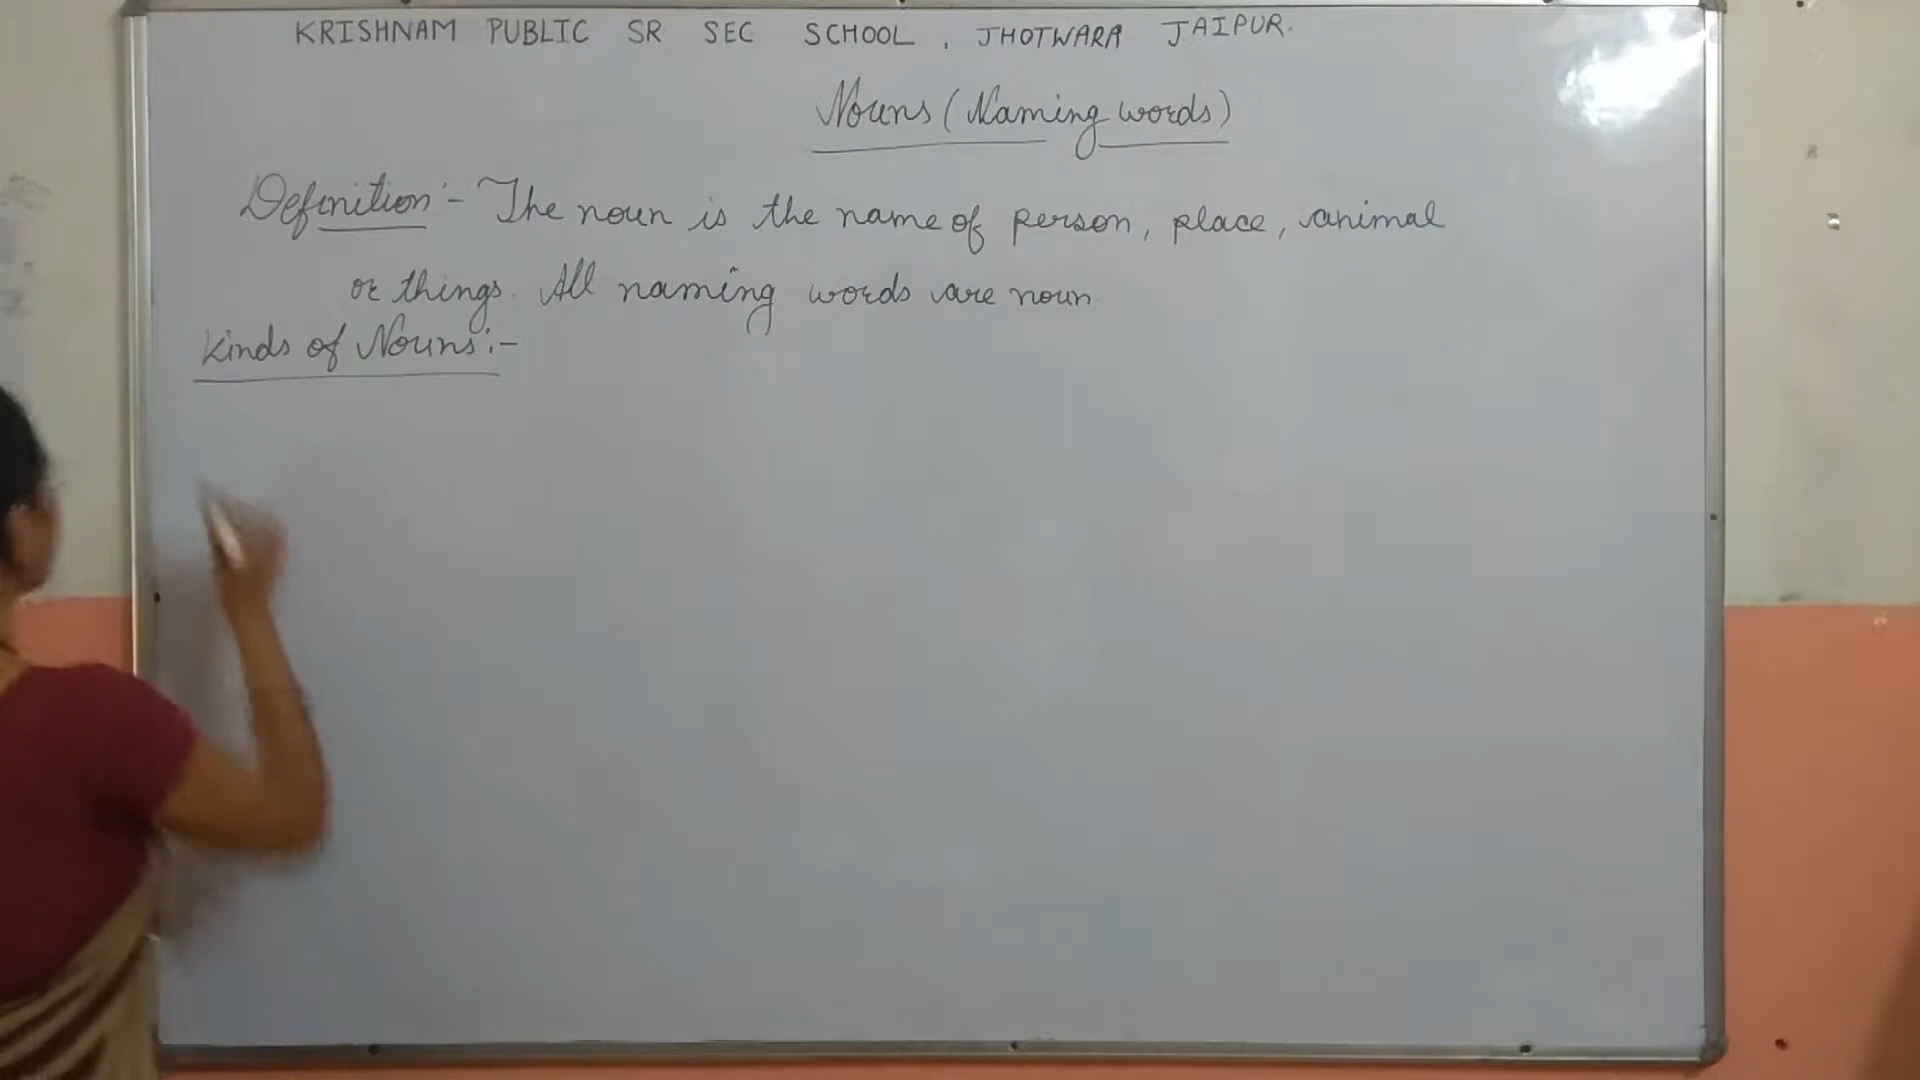 KRISHNAM PUBLIC SR SEC SCHOOL, JHOTWARA JAIPUR.
Nouns (Naming words)
Definition:- The noun is the name of person, place, animal
or things. All naming words are noun
Kinds of Nouns:-